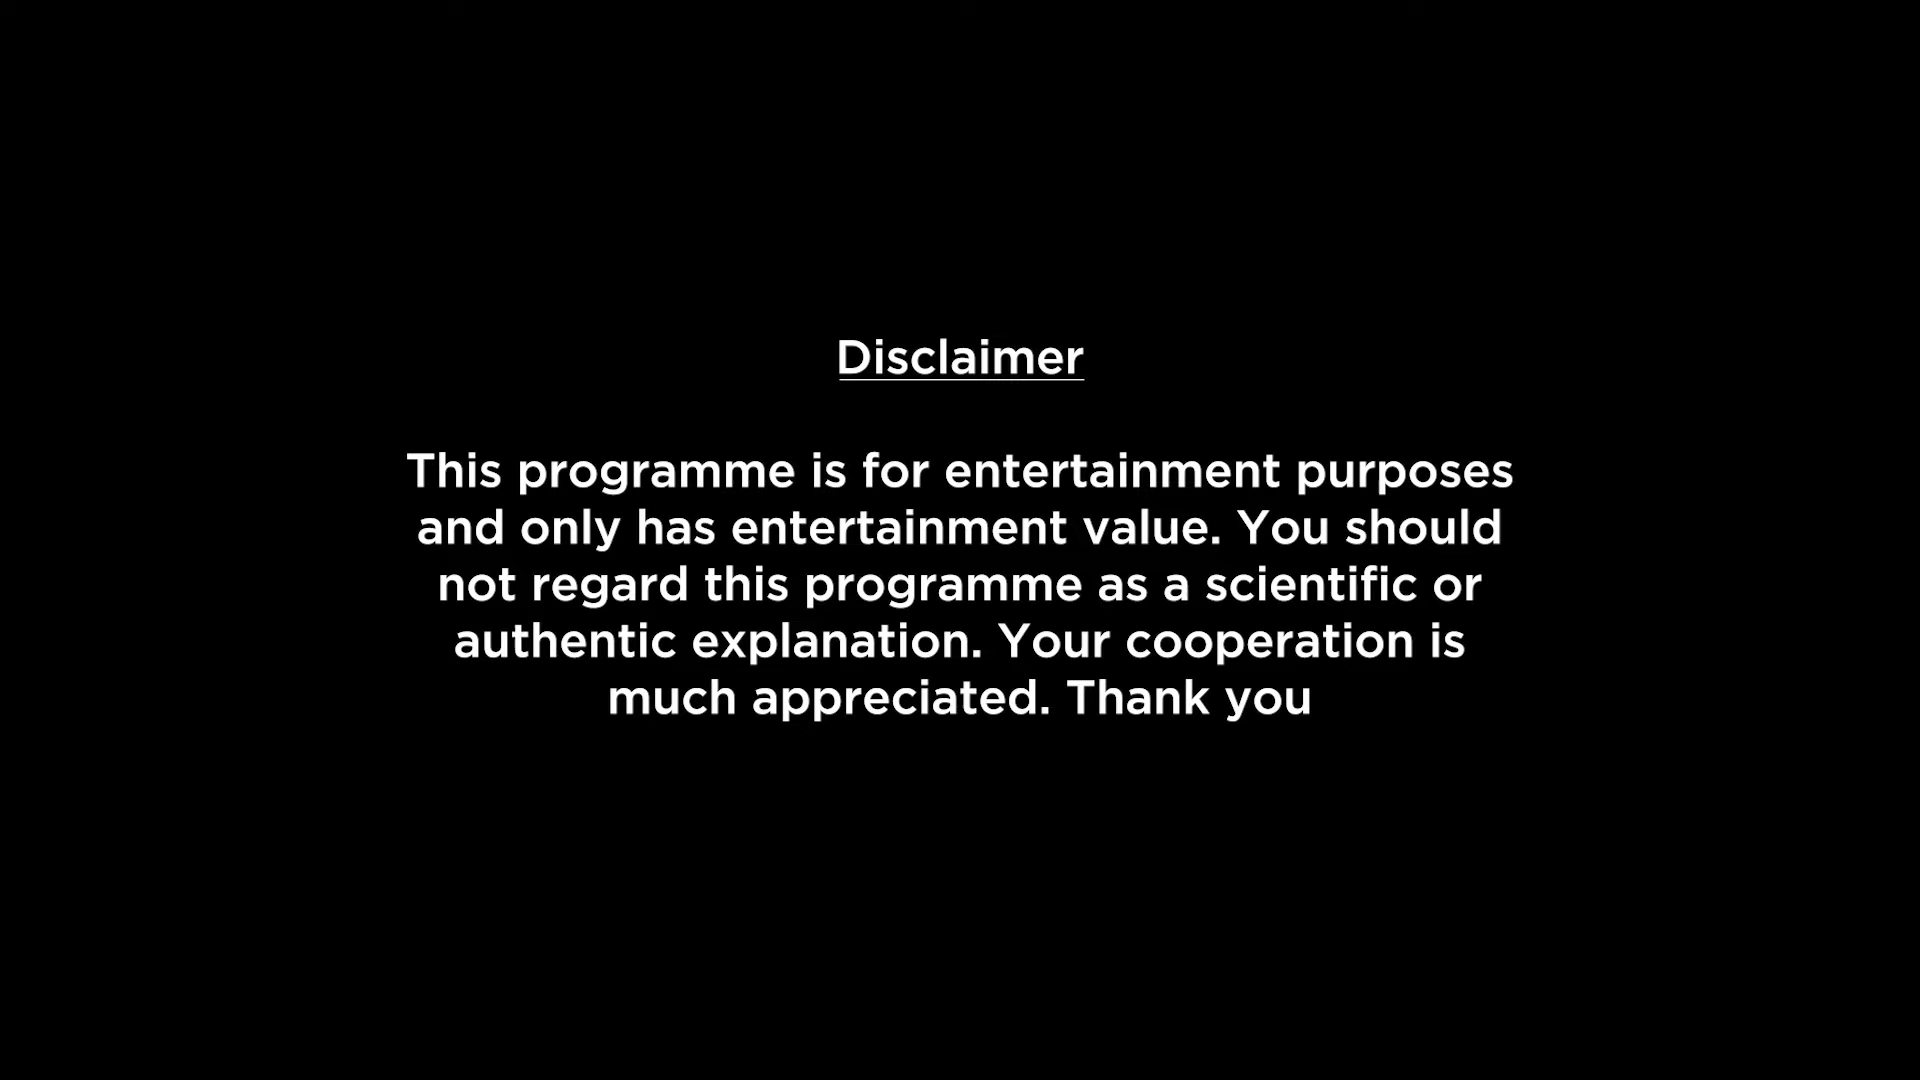 Disclaimer
This programme is for entertainment purposes
and only has entertainment value. You should
not regard this programme as a scientific or
authentic explanation. Your cooperation is
much appreciated. Thank you